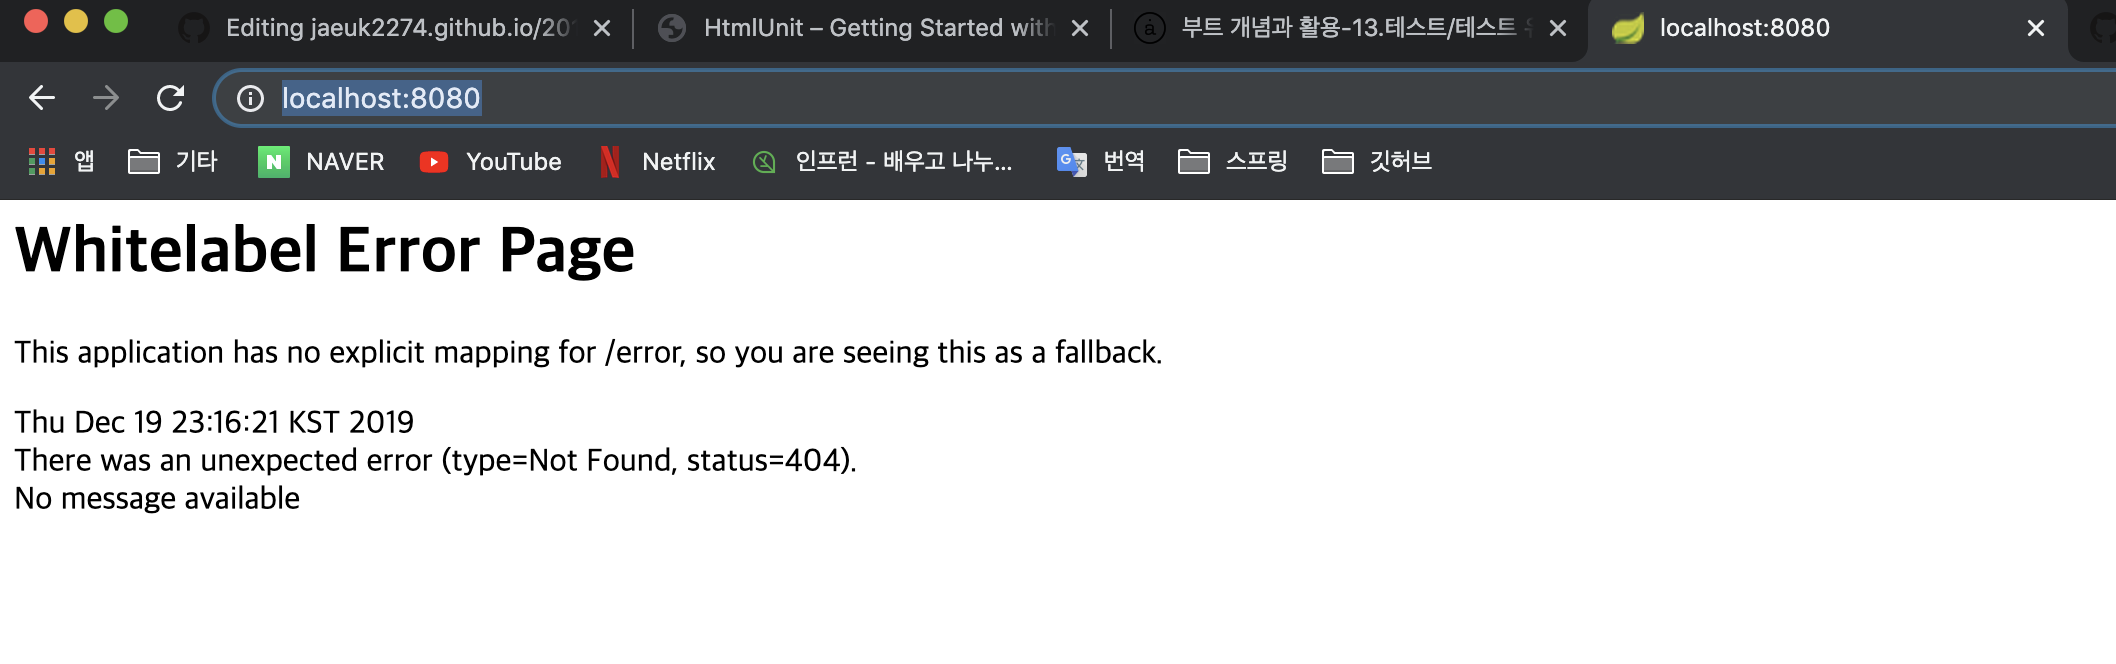 Editing jaeuk2274.github.io/20
HtmlUnit – Getting Started with
부트 개념과 활용-13.테스트/테스트
localhost:8080
localhost:8080
앱 기타 N NAVER YouTube Netflix 인프런 - 배우고 나누... 번역 스프링 깃허브
Whitelabel Error Page
This application has no explicit mapping for /error, so you are seeing this as a fallback.
Thu Dec 19 23:16:21 KST 2019
There was an unexpected error (type=Not Found, status=404).
No message available